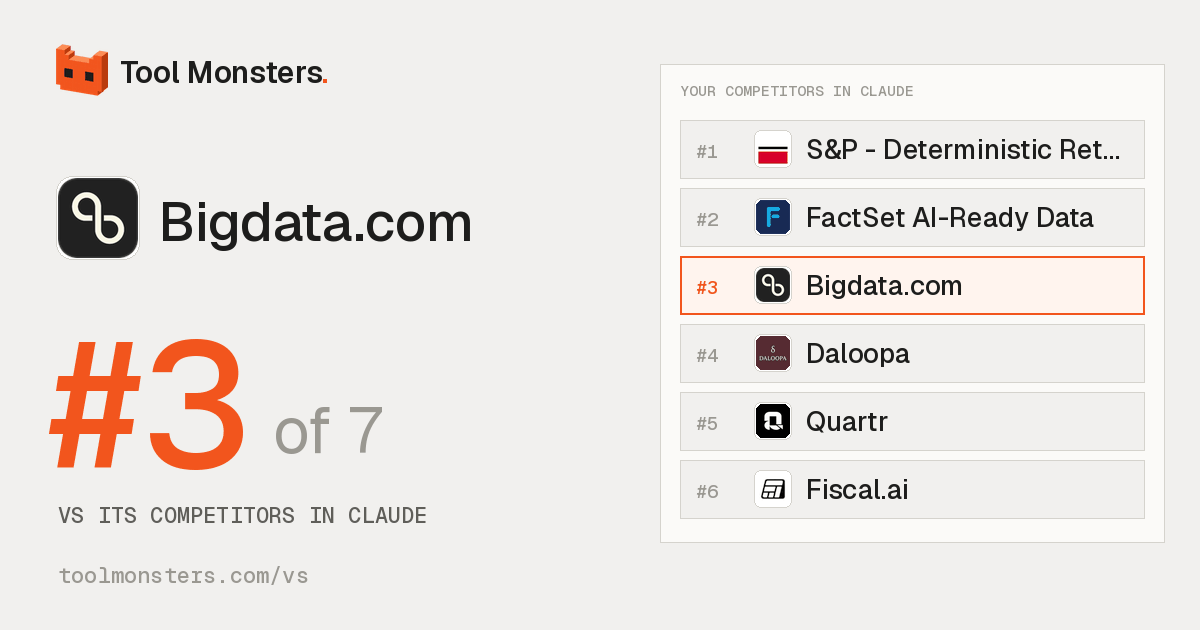 Tool Monsters.
Bigdata.com
#3 of 7
VS ITS COMPETITORS IN CLAUDE
toolmonsters.com/vs
YOUR COMPETITORS IN CLAUDE
#1 S&P - Deterministic Ret...
#2 F FactSet AI-Ready Data
#3 Bigdata.com
#4 δ DALOOPA Daloopa
#5 Quartr
#6 Fiscal.ai